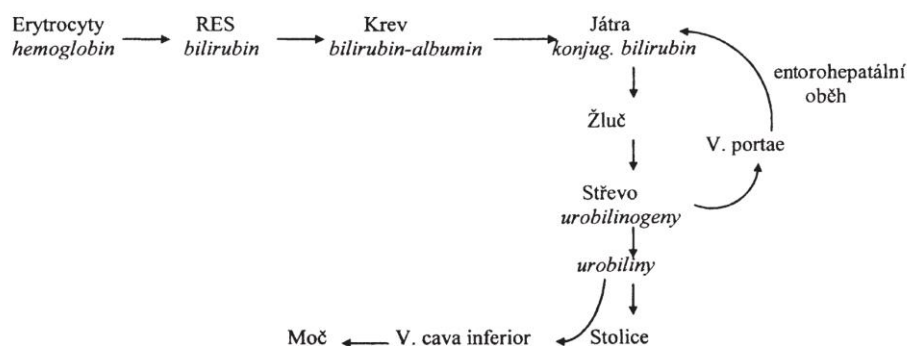 Erytrocyty
hemoglobin
RES
bilirubin
Krev
bilirubin-albumin
Játra
konjug. bilirubin
entorohepatální
oběh
Žluč
V. portae
Střevo
urobilinogeny
urobiliny
Moč
V. cava inferior
Stolice